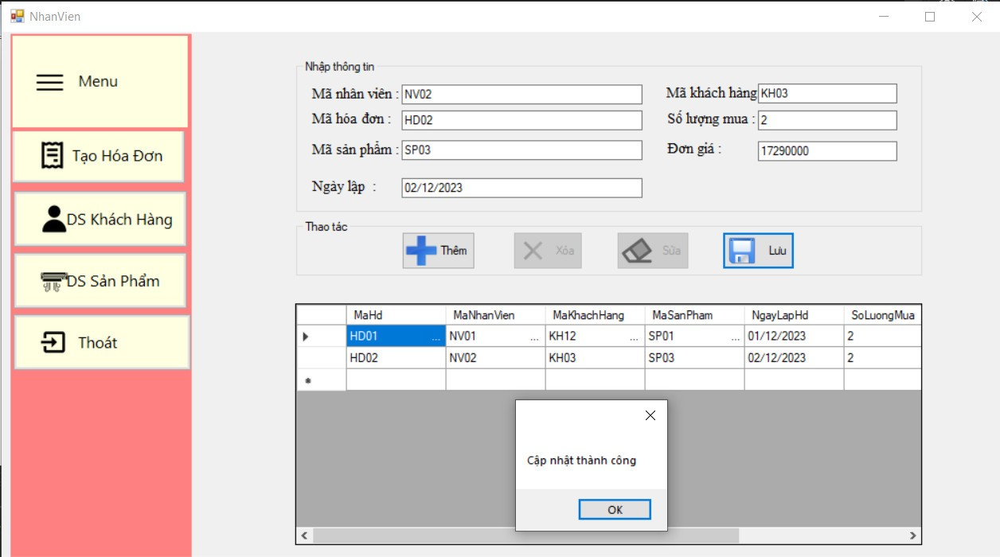 NhanVien
Menu
Tạo Hóa Đơn
DS Khách Hàng
DS Sản Phẩm
Thoát
Nhập thông tin
Mã nhân viên : NV02
Mã khách hàng KH03
Mã hóa đơn : HD02
Số lượng mua : 2
Mã sản phẩm : SP03
Đơn giá : 17290000
Ngày lập : 02/12/2023
Thao tác
Thêm Xóa Sửa Lưu
MaHd MaNhanVien MaKhachHang MaSanPham NgayLapHd SoLuongMua
HD01 ... NV01 ... KH12 ... SP01 ... 01/12/2023 2
HD02 NV02 KH03 SP03 02/12/2023 2
Cập nhật thành công
OK